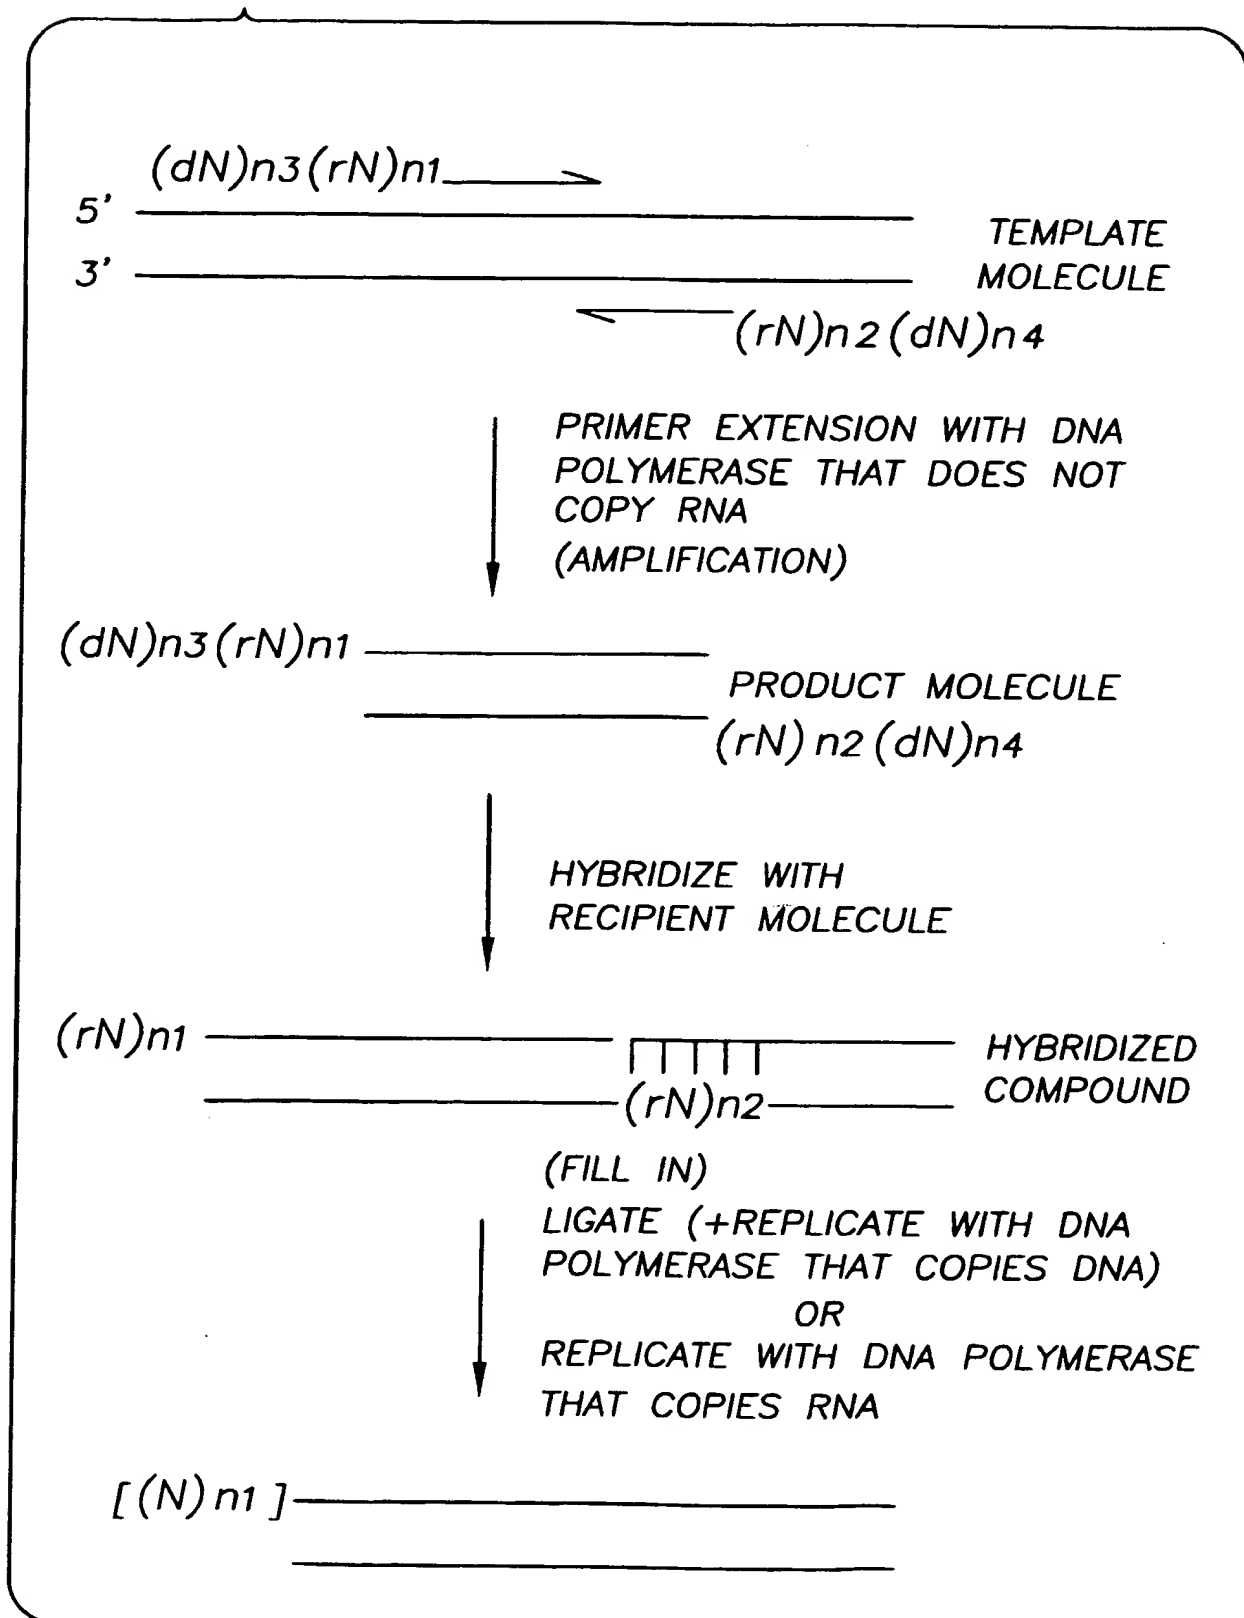 (dN)n3(rN)n1
5'
TEMPLATE
3'
MOLECULE
(rN)n2(dN)n4
PRIMER EXTENSION WITH DNA
POLYMERASE THAT DOES NOT
COPY RNA
(AMPLIFICATION)
(dN)n3(rN)n1
PRODUCT MOLECULE
(rN)n2(dN)n4
HYBRIDIZE WITH
RECIPIENT MOLECULE
(rN)n1
HYBRIDIZED
COMPOUND
(rN)n2
(FILL IN)
LIGATE (+REPLICATE WITH DNA
POLYMERASE THAT COPIES DNA)
OR
REPLICATE WITH DNA POLYMERASE
THAT COPIES RNA
[(N)n1]